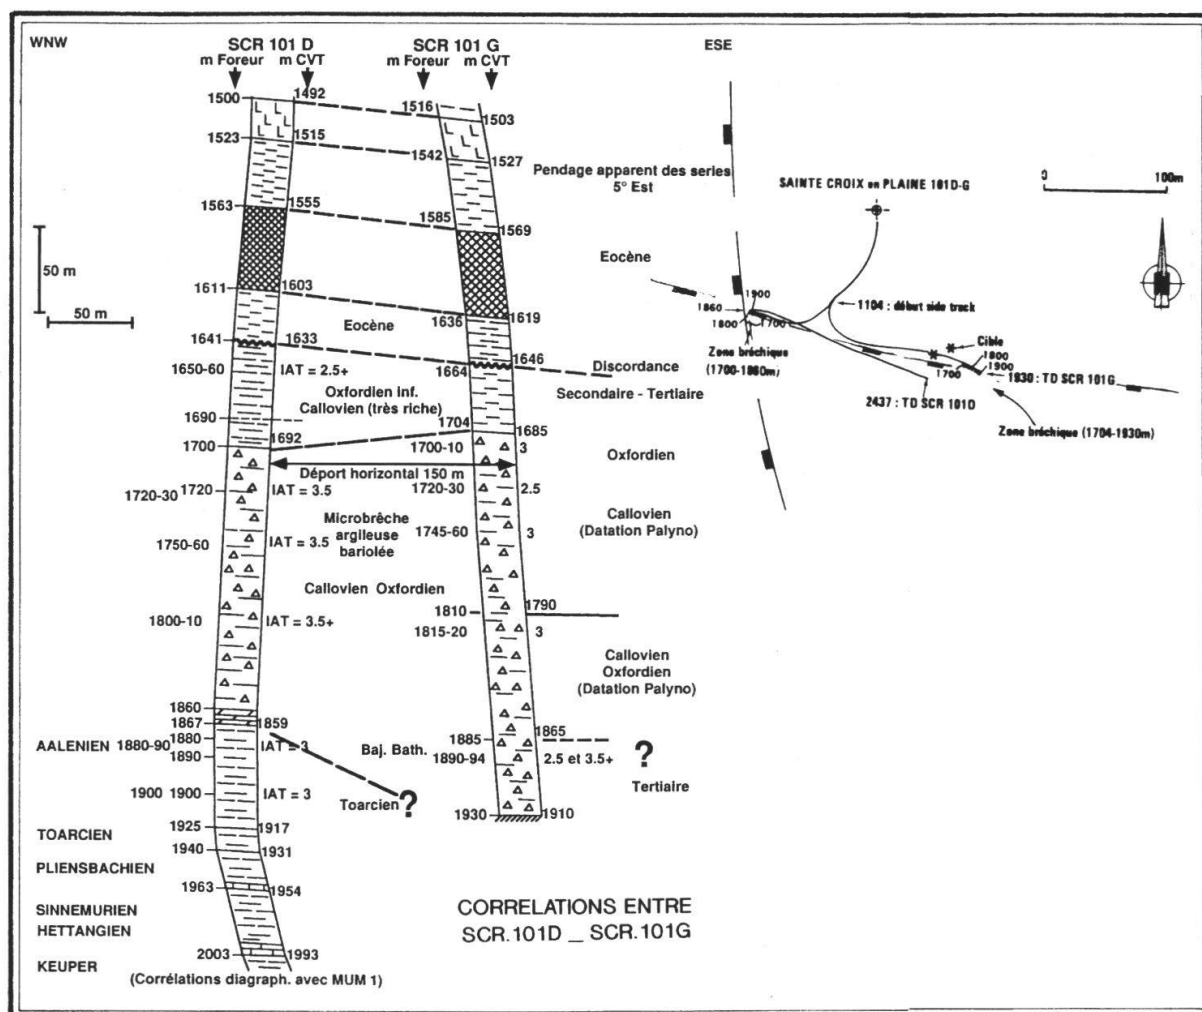 WNW
SCR 101 D
SCR 101 G
ESE
m Foreur m CVT
m Foreur m CVT
1500 1492
1516 1503
1523 1515
1542 1527
Pendage apparent des series
5° Est
1563 1555
1585 1569
Eocène
50 m
50 m
1611 1603
1636 1619
Eocène
1641 1633
1664 1646
Discordance
Secondaire - Tertiaire
1650-60 IAT = 2.5+
Oxfordien Inf.
Callovien (très riche)
1690
1704 1685
1700 1692
1700-10 3
Oxfordien
Déport horizontal 150 m
1720-30 1720 IAT = 3.5
1720-30 2.5
Microbrêche
argileuse
bariolée
Callovien
(Datation Palyno)
1750-60 IAT = 3.5
1745-60 3
Callovien Oxfordien
1810 1790
1800-10 IAT = 3.5+
1815-20 3
Callovien
Oxfordien
(Datation Palyno)
1860
1867 1859
1880
AALENIEN 1880-90 IAT = 3
1890
Baj. Bath.
1885 1865
1890-94 2.5 et 3.5+
?
Tertiaire
1900 1900 IAT = 3
Toarcien ?
1930 1910
1925 1917
TOARCIEN
1940 1931
PLIENSBACHIEN
1963 1954
SINNEMURIEN
HETTANGIEN
2003 1993
KEUPER
(Corrélations diagraph. avec MUM 1)
CORRELATIONS ENTRE
SCR.101D _ SCR.101G
0 100m
SAINTE CROIX en PLAINE 101D-G
1900
1860
1800
1700
1104 : début side track
Zone bréchique
(1700-1860m)
Cible
1800
1700
1900
1930 : TD SCR 101G
2437 : TD SCR 101D
Zone bréchique (1704-1930m)